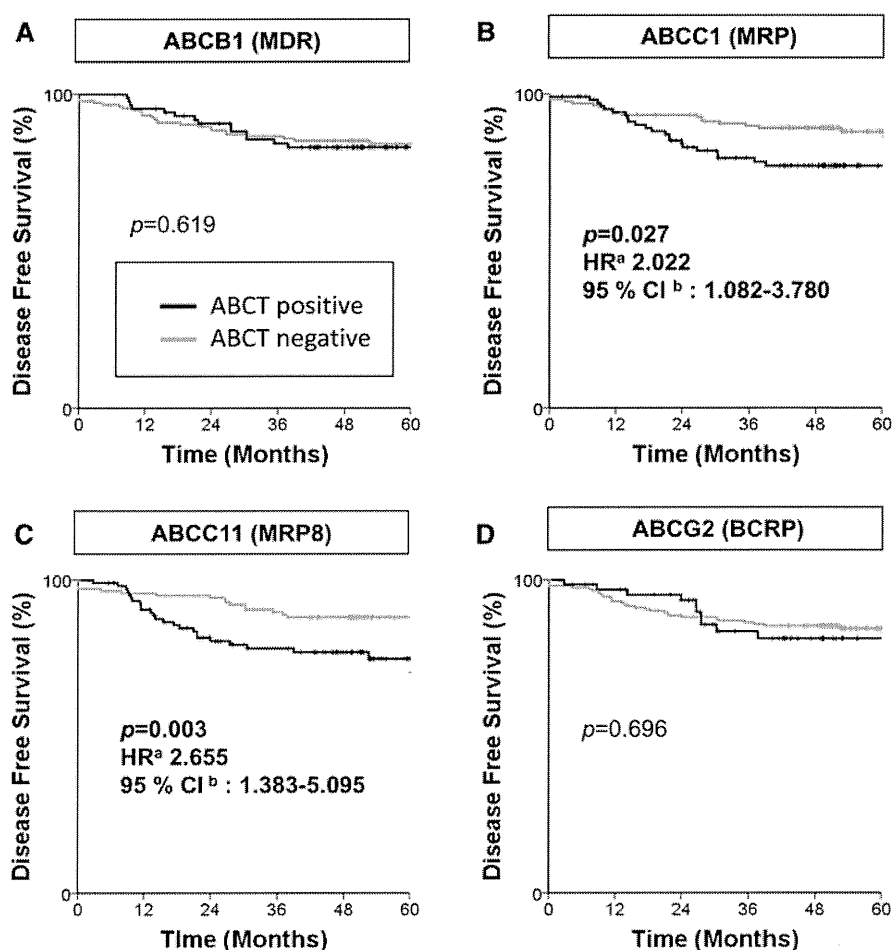 A
ABCB1 (MDR)
Disease Free Survival (%)
100
0
p=0.619
ABCT positive
ABCT negative
0 12 24 36 48 60
Time (Months)
B
ABCC1 (MRP)
Disease Free Survival (%)
100
0
p=0.027
HRᵃ 2.022
95 % CI ᵇ : 1.082-3.780
0 12 24 36 48 60
Time (Months)
C
ABCC11 (MRP8)
Disease Free Survival (%)
100
0
p=0.003
HRᵃ 2.655
95 % CI ᵇ : 1.383-5.095
0 12 24 36 48 60
Time (Months)
D
ABCG2 (BCRP)
Disease Free Survival (%)
100
0
p=0.696
0 12 24 36 48 60
Time (Months)